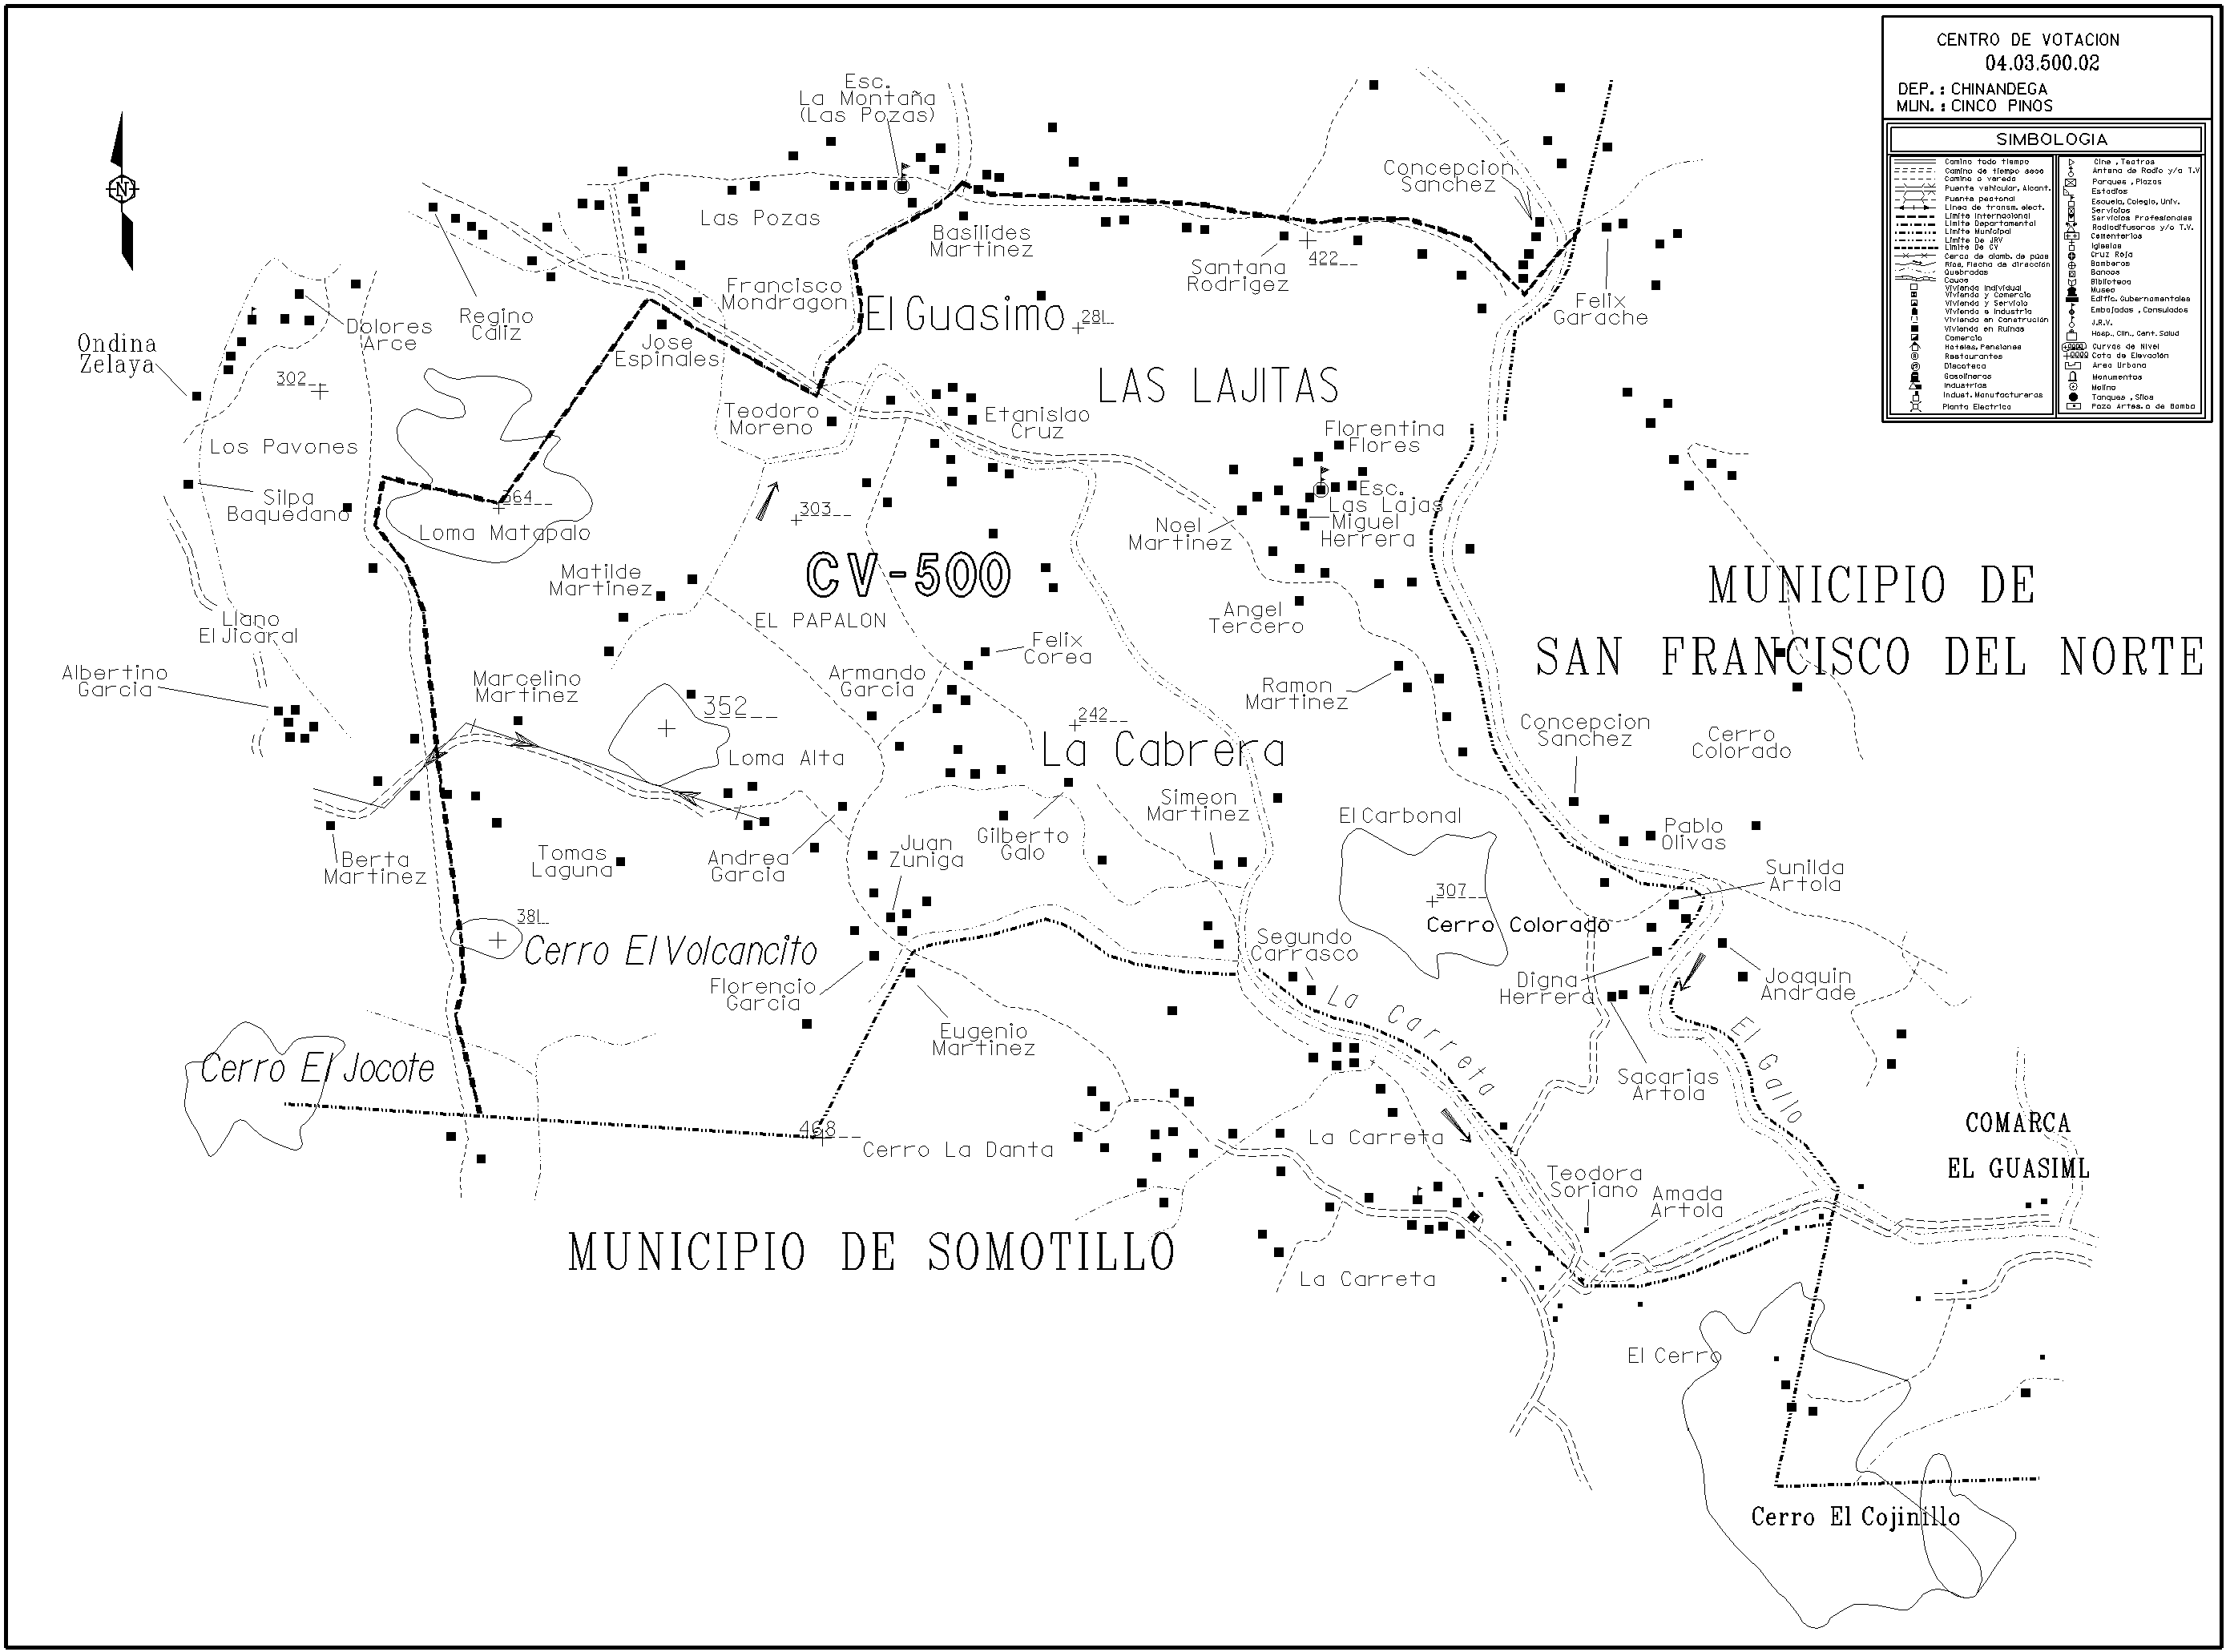 CENTRO DE VOTACION
04.03.500.02
DEP. : CHINANDEGA
MUN. : CINCO PINOS
SIMBOLOGIA
Camino todo tiempo
Camino de tiempo seco
Camino o vereda
Puente vehicular, Alcant.
Puente peatonal
Linea de transm. elect.
Limite Internacional
Limite Departamental
Limite Municipal
Limite De JRV
Limite De CV
Cerca de alamb. de puas
Rios, Flecha de dirección
Quebradas
Cauce
Vivienda Individual
Vivienda y Comercio
Vivienda y Servicio
Vivienda e Industria
Vivienda en Construción
Vivienda en Ruinas
Comercio
Hoteles, Pensiones
Restaurantes
Discoteca
Gasolineras
Industrias
Indust. Manufactureras
Planta Electrica
Cine , Teatros
Antena de Radio y/o T.V
Parques , Plazas
Estadios
Escuela, Colegio, Univ.
Servicios
Servicios Profesionales
Radiodifusoras y/o T.V.
Cementerios
Iglesias
Cruz Roja
Bomberos
Bancos
Biblioteca
Museo
Edific. Gubernamentales
Embajadas , Consulados
J.R.V.
Hosp., Clin., Cent. Salud
Curvas de Nivel
Cota de Elevación
Area Urbana
Monumentos
Molino
Tanques , Silos
Pozo Artes. o de Bomba
N
Esc.
La Montaña
(Las Pozas)
Concepcion
Sanchez
Las Pozas
Basilides
Martinez
Santana
Rodrigez
422
Felix
Garache
Francisco
Mondragon
El Guasimo
281
Regino
Caliz
Dolores
Arce
Jose
Espinales
Ondina
Zelaya
302
LAS LAJITAS
Teodoro
Moreno
Etanislao
Cruz
Florentina
Flores
Los Pavones
Silpa
Baquedano
364
Loma Matapalo
303
Esc.
Las Lajas
Noel
Martinez
Miguel
Herrera
CV-500
Matilde
Martinez
EL PAPALON
MUNICIPIO DE
SAN FRANCISCO DEL NORTE
Llano
El Jicaral
Angel
Tercero
Felix
Corea
Albertino
Garcia
Marcelino
Martinez
Armando
Garcia
Ramon
Martinez
352
242
Concepcion
Sanchez
Cerro
Colorado
Loma Alta
La Cabrera
Simeon
Martinez
El Carbonal
Berta
Martinez
Tomas
Laguna
Andrea
Garcia
Juan
Zuniga
Gilberto
Galo
Pablo
Olivas
Sunilda
Artola
307
Cerro Colorado
381
Cerro El Volcancito
Segundo
Carrasco
Florencio
Garcia
Digna
Herrera
Joaquin
Andrade
La Carreta
El Gallo
Eugenio
Martinez
Cerro El Jocote
Sacarias
Artola
COMARCA
EL GUASIML
468
Cerro La Danta
La Carreta
Teodora
Soriano
Amada
Artola
MUNICIPIO DE SOMOTILLO
La Carreta
El Cerro
Cerro El Cojinillo